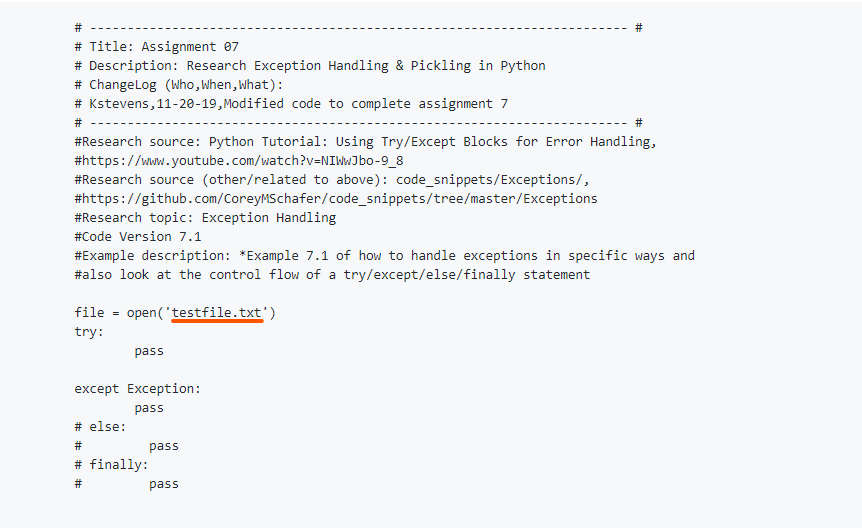 # ----------------------------------------------------------------------- #
# Title: Assignment 07
# Description: Research Exception Handling & Pickling in Python
# ChangeLog (Who,When,What):
# Kstevens,11-20-19,Modified code to complete assignment 7
# ----------------------------------------------------------------------- #
#Research source: Python Tutorial: Using Try/Except Blocks for Error Handling,
#https://www.youtube.com/watch?v=NIWwJbo-9_8
#Research source (other/related to above): code_snippets/Exceptions/,
#https://github.com/CoreyMSchafer/code_snippets/tree/master/Exceptions
#Research topic: Exception Handling
#Code Version 7.1
#Example description: *Example 7.1 of how to handle exceptions in specific ways and
#also look at the control flow of a try/except/else/finally statement
file = open('testfile.txt')
try:
        pass
except Exception:
        pass
# else:
#         pass
# finally:
#         pass